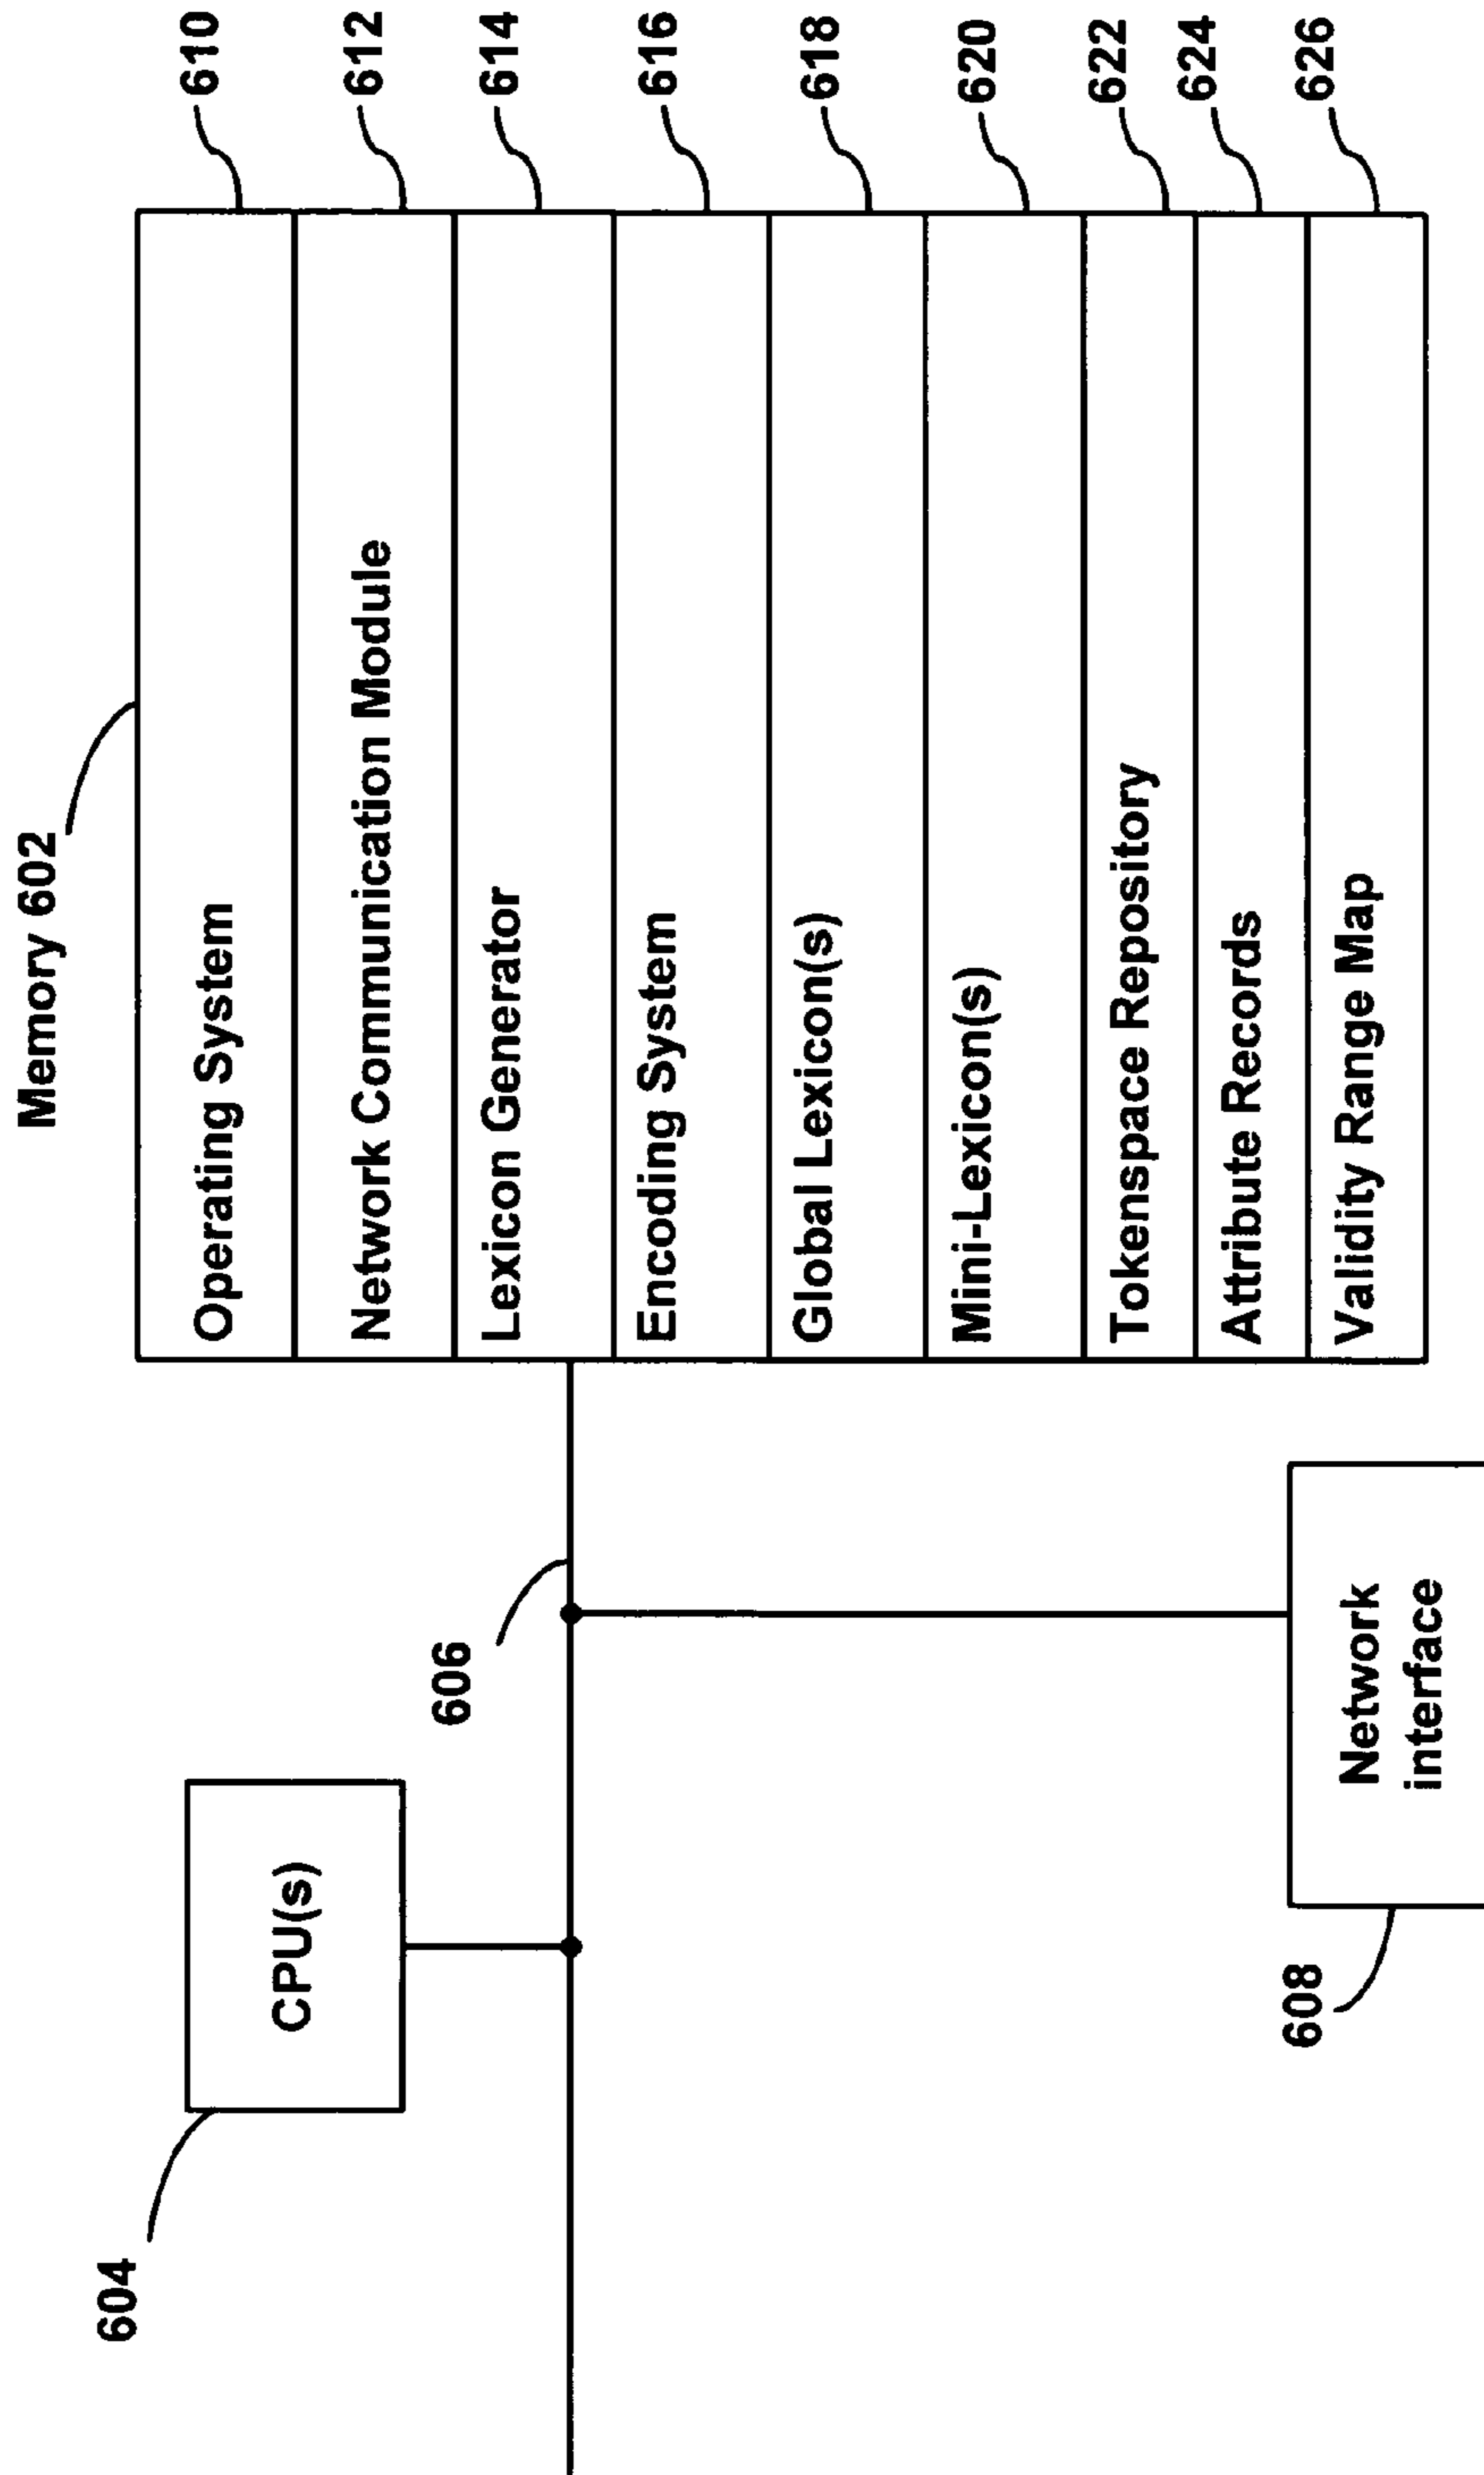 Memory 602
Operating System
610
Network Communication Module
612
Lexicon Generator
614
Encoding System
616
Global Lexicon(s)
618
Mini-Lexicon(s)
620
Tokenspace Repository
622
Attribute Records
624
Validity Range Map
626
604
CPU(s)
606
608
Network
interface